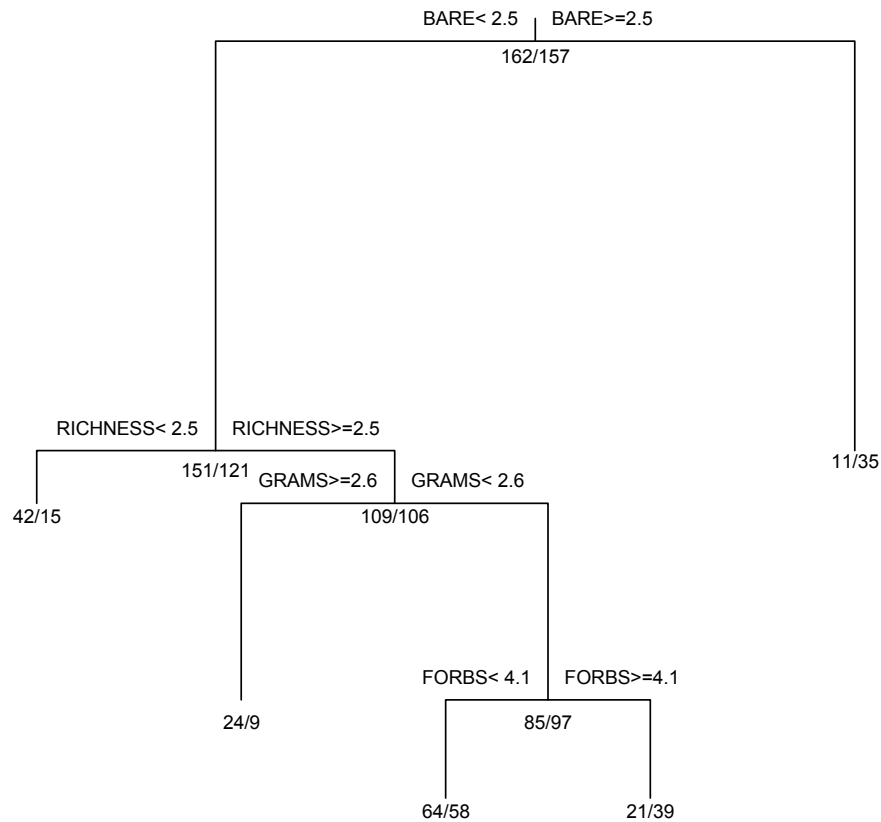 BARE< 2.5 BARE>=2.5
162/157
RICHNESS< 2.5 RICHNESS>=2.5
151/121
11/35
GRAMS>=2.6 GRAMS< 2.6
42/15
109/106
FORBS< 4.1 FORBS>=4.1
24/9
85/97
64/58
21/39